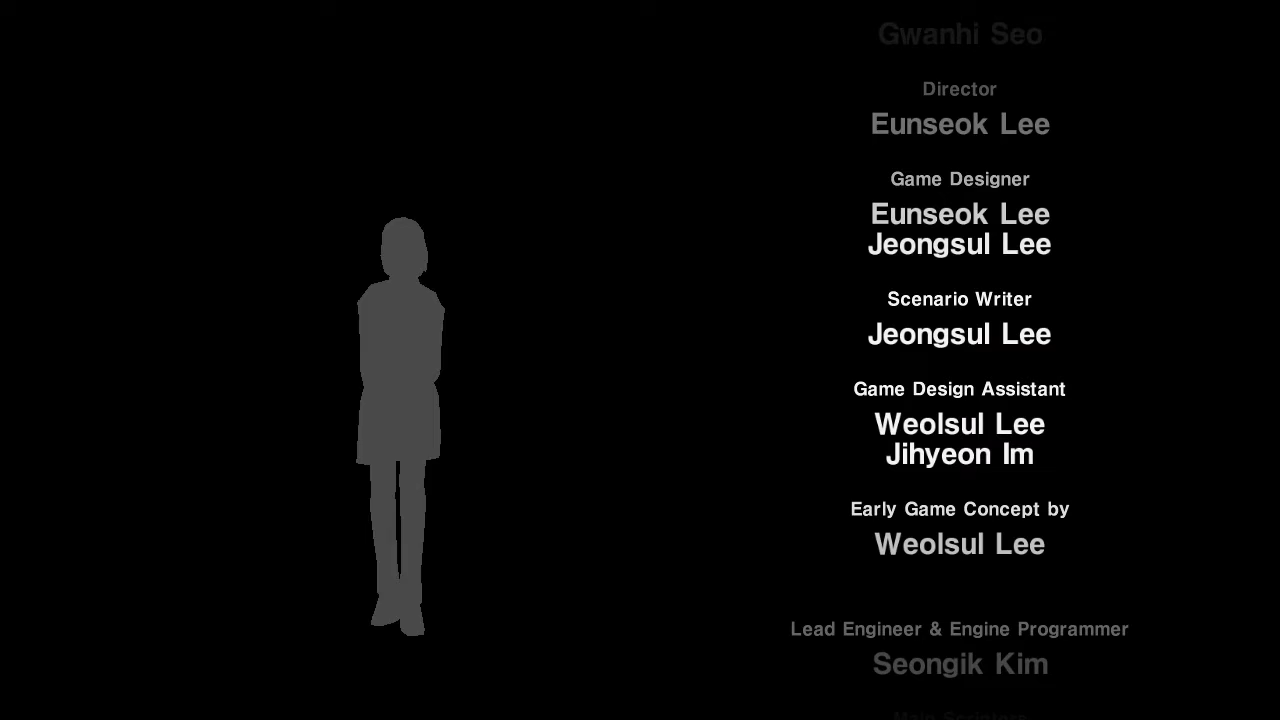 Gwanhi Seo
Director
Eunseok Lee
Game Designer
Eunseok Lee
Jeongsul Lee
Scenario Writer
Jeongsul Lee
Game Design Assistant
Weolsul Lee
Jihyeon Im
Early Game Concept by
Weolsul Lee
Lead Engineer & Engine Programmer
Seongik Kim